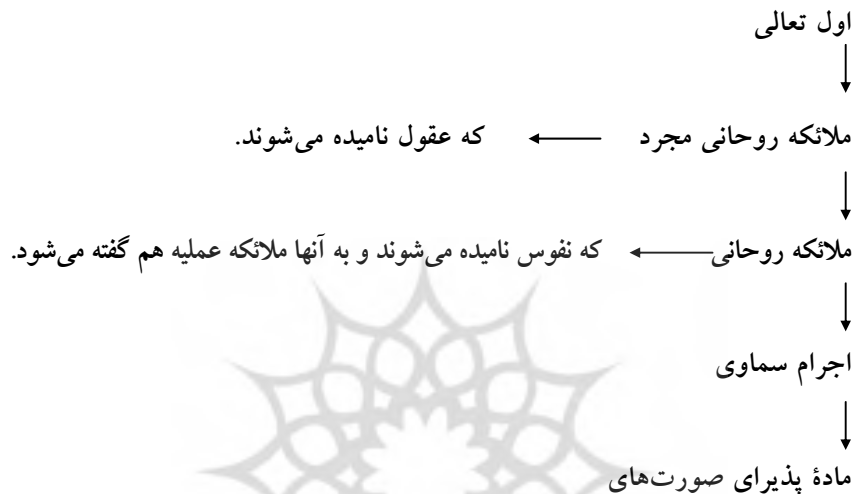 اول تعالی
ملائکه روحانی مجرد که عقول نامیده می‌شوند.
ملائکه روحانی که نفوس نامیده می‌شوند و به آنها ملائکه عملیه هم گفته می‌شود.
اجرام سماوی
مادهٔ پذیرای صورت‌های